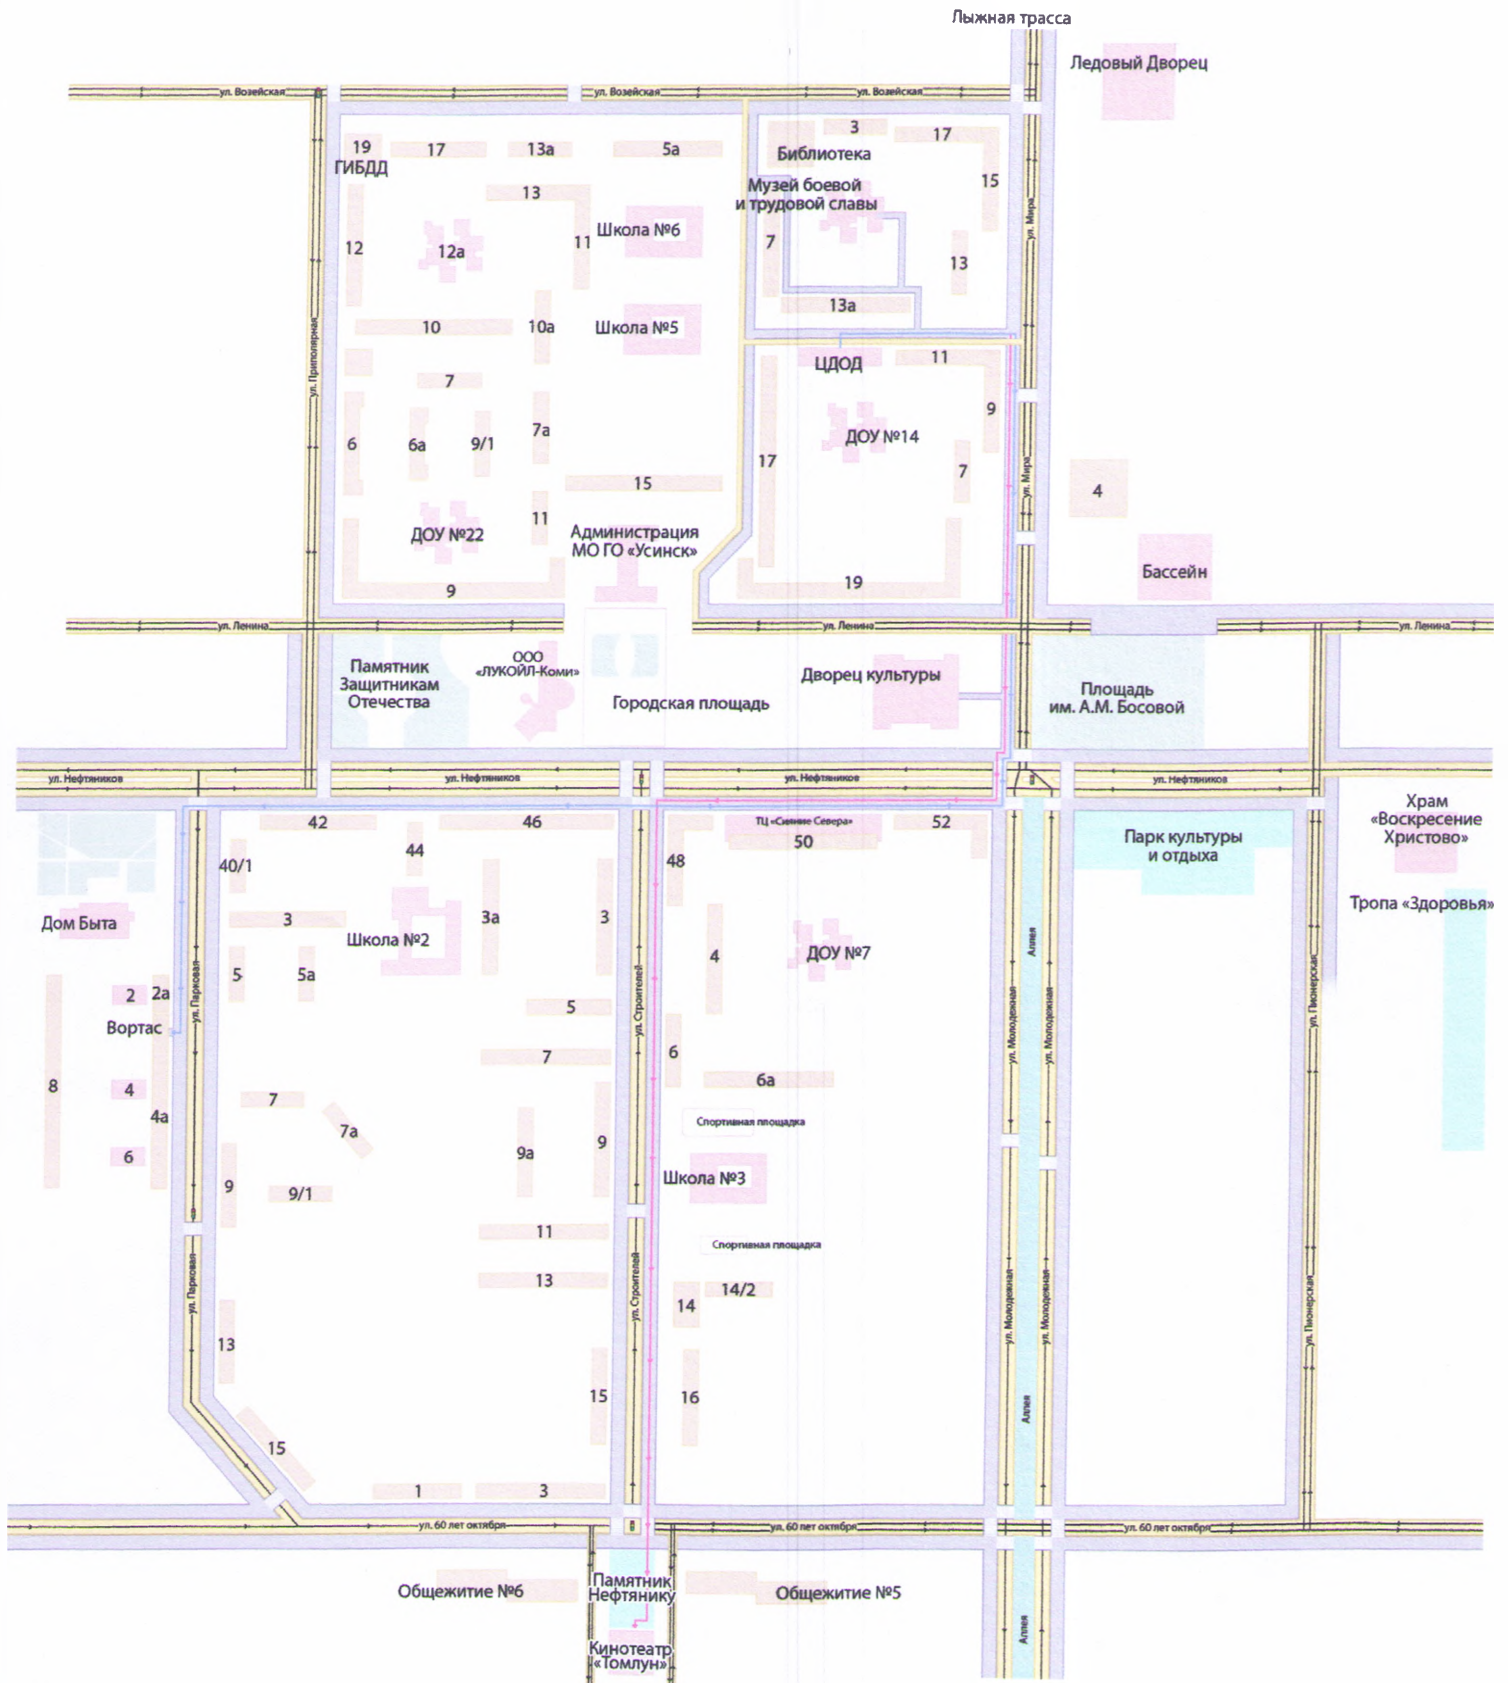 Лыжная трасса
Ледовый Дворец
ул. Возейская
ул. Возейская
ул. Возейская
19
ГИБДД
17
13а
5а
3
17
Библиотека
15
Музей боевой
и трудовой славы
13
12
12а
11
Школа №6
7
13
13а
ул. Мира
ул. Приполярная
10
10а
Школа №5
ЦДОД
11
7
9
6
6а
9/1
7а
ДОУ №14
17
7
ул. Мира
15
4
ДОУ №22
11
Администрация
МО ГО «Усинск»
Бассейн
9
19
ул. Ленина
ул. Ленина
ул. Ленина
Памятник
Защитникам
Отечества
ООО
«ЛУКОЙЛ-Коми»
Городская площадь
Дворец культуры
Площадь
им. А.М. Босовой
ул. Нефтяников
ул. Нефтяников
ул. Нефтяников
ул. Нефтяников
42
46
ТЦ «Сияние Севера»
50
52
Храм
«Воскресение
Христово»
Парк культуры
и отдыха
40/1
44
48
Тропа «Здоровья»
Дом Быта
3
Школа №2
3а
3
4
ДОУ №7
Аллея
5
5а
2
2а
Вортас
ул. Парковая
5
ул. Строителей
ул. Молодежная
ул. Молодежная
ул. Пионерская
7
6
6а
8
4
4а
7
7а
Спортивная площадка
6
9
9/1
9а
9
Школа №3
11
Спортивная площадка
13
14
14/2
ул. Парковая
ул. Строителей
ул. Молодежная
ул. Молодежная
ул. Пионерская
13
15
16
Аллея
15
1
3
ул. 60 лет октября
ул. 60 лет октября
ул. 60 лет октября
Общежитие №6
Памятник
Нефтянику
Общежитие №5
Аллея
Кинотеатр
«Томлун»